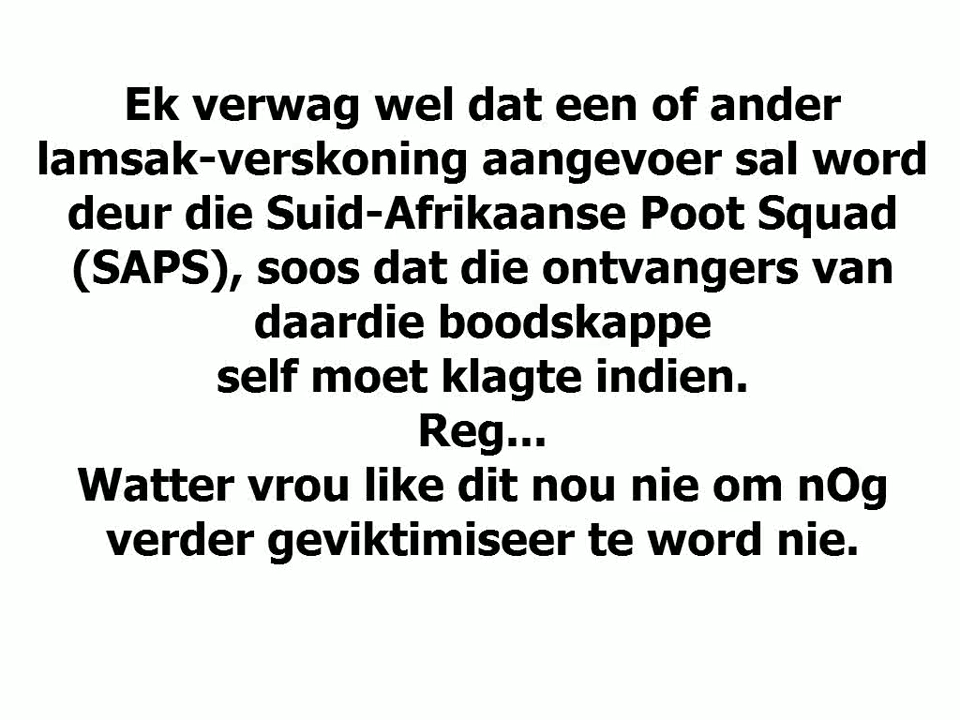 Ek verwag wel dat een of ander
lamsak-verskoning aangevoer sal word
deur die Suid-Afrikaanse Poot Squad
(SAPS), soos dat die ontvangers van
daardie boodskappe
self moet klagte indien.
Reg...
Watter vrou like dit nou nie om nOg
verder geviktimiseer te word nie.